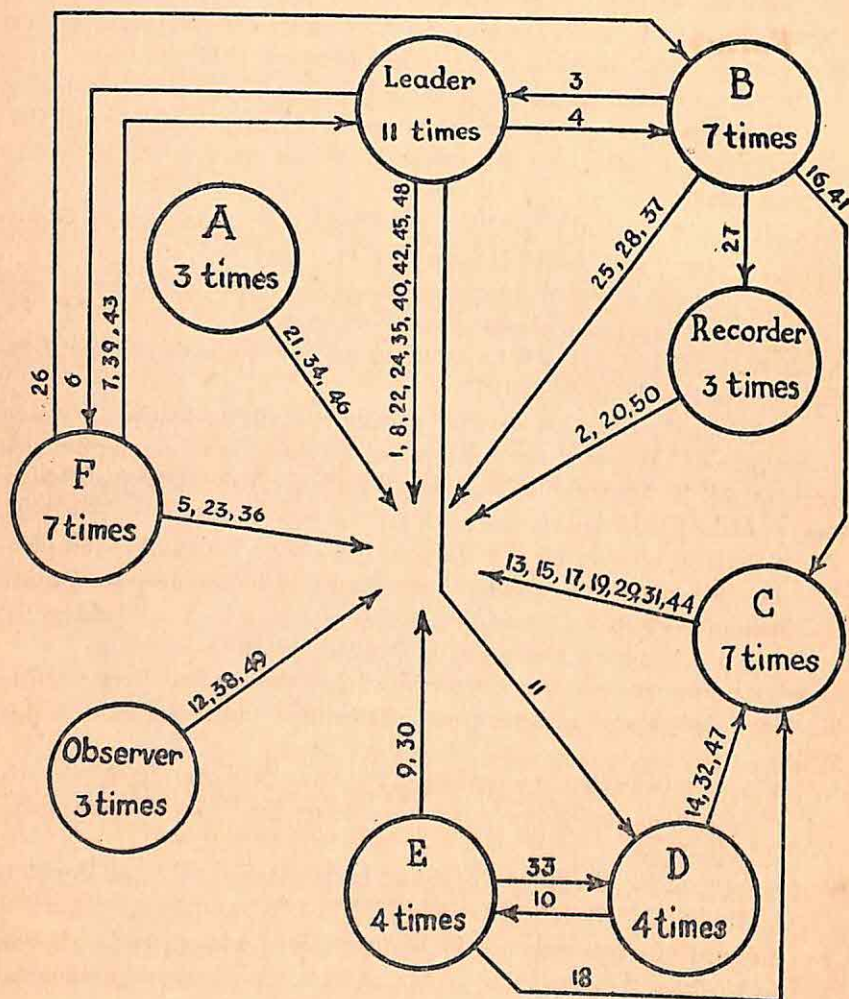 Leader
11 times
3
4
B
7 times
A
3 times
26
6
7, 39, 43
21, 34, 46
1, 8, 22, 24, 35, 40, 42, 45, 48
25, 28, 37
27
16, 41
Recorder
3 times
2, 20, 50
F
7 times
5, 23, 36
13, 15, 17, 19, 29, 31, 44
C
7 times
12, 38, 49
11
Observer
3 times
9, 30
14, 32, 47
E
4 times
33
10
D
4 times
18